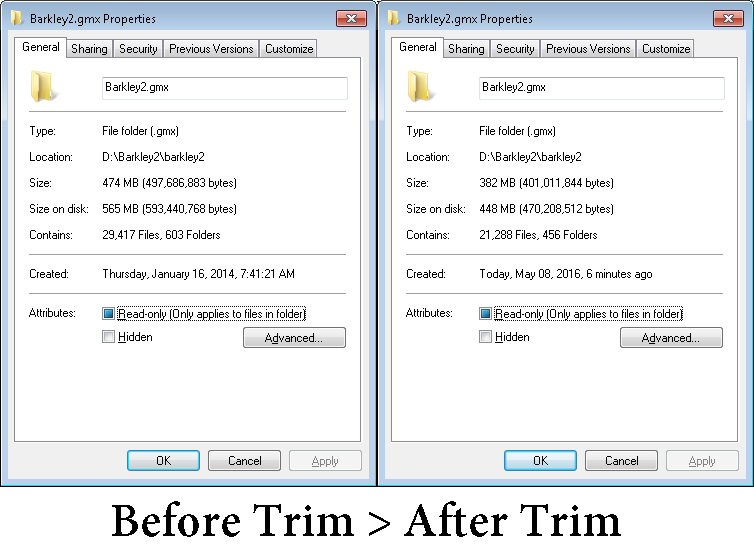 Barkley2.gmx Properties
General Sharing Security Previous Versions Customize
Barkley2.gmx
Type: File folder (.gmx)
Location: D:\Barkley2\barkley2
Size: 474 MB (497,686,883 bytes)
Size on disk: 565 MB (593,440,768 bytes)
Contains: 29,417 Files, 603 Folders
Created: Thursday, January 16, 2014, 7:41:21 AM
Attributes: Read-only (Only applies to files in folder)
Hidden Advanced...
OK Cancel Apply
Barkley2.gmx Properties
General Sharing Security Previous Versions Customize
Barkley2.gmx
Type: File folder (.gmx)
Location: D:\Barkley2\barkley2
Size: 382 MB (401,011,844 bytes)
Size on disk: 448 MB (470,208,512 bytes)
Contains: 21,288 Files, 456 Folders
Created: Today, May 08, 2016, 6 minutes ago
Attributes: Read-only (Only applies to files in folder)
Hidden Advanced...
OK Cancel Apply
Before Trim > After Trim